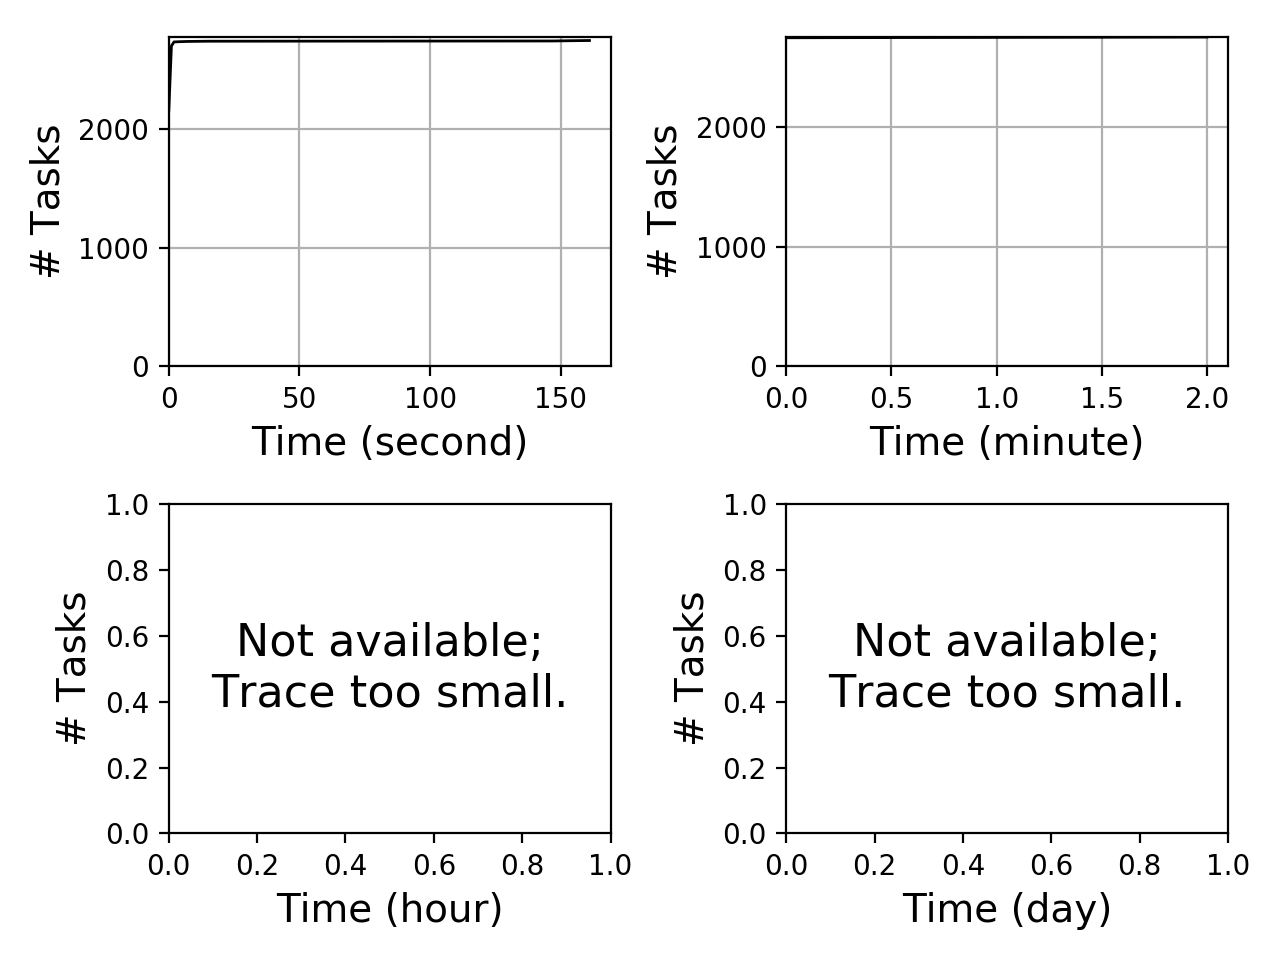 # Tasks
2000
1000
0
0 50 100 150
Time (second)
# Tasks
2000
1000
0
0.0 0.5 1.0 1.5 2.0
Time (minute)
# Tasks
1.0
0.8
0.6
0.4
0.2
0.0
Not available;
Trace too small.
0.0 0.2 0.4 0.6 0.8 1.0
Time (hour)
# Tasks
1.0
0.8
0.6
0.4
0.2
0.0
Not available;
Trace too small.
0.0 0.2 0.4 0.6 0.8 1.0
Time (day)